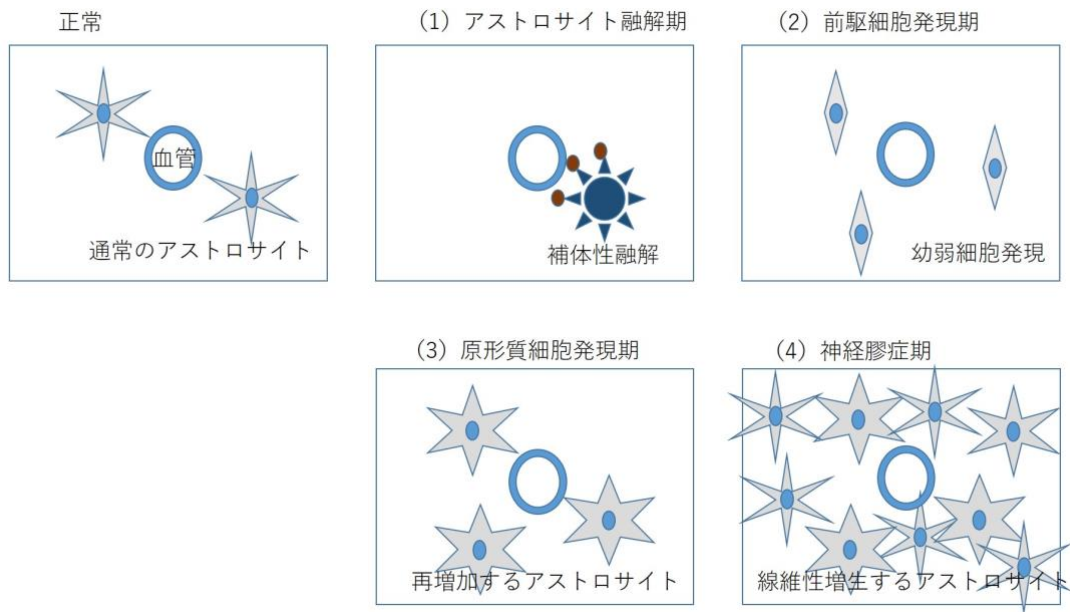 正常
(1) アストロサイト融解期
(2) 前駆細胞発現期
血管
通常のアストロサイト
補体性融解
幼弱細胞発現
(3) 原形質細胞発現期
(4) 神経膠症期
再増加するアストロサイト
線維性増生するアストロサイト